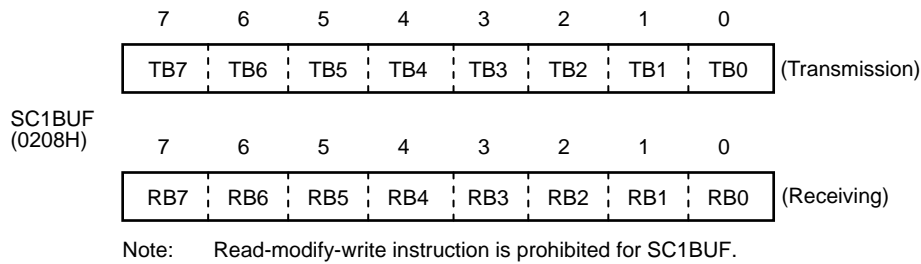 7 6 5 4 3 2 1 0
TB7 TB6 TB5 TB4 TB3 TB2 TB1 TB0 (Transmission)
SC1BUF
(0208H)
7 6 5 4 3 2 1 0
RB7 RB6 RB5 RB4 RB3 RB2 RB1 RB0 (Receiving)
Note: Read-modify-write instruction is prohibited for SC1BUF.